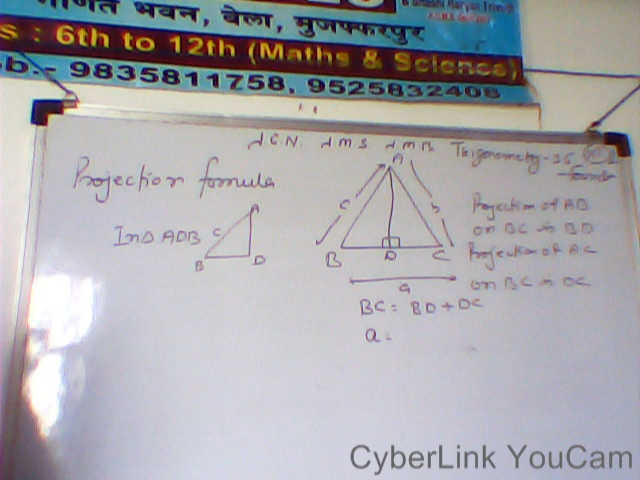 गणित भवन, बेला, मुजफ्फरपुर
s : 6th to 12th (Maths & Science)
b.- 9835811758, 9525832408
Trigonometry-36
Projection formula
A
C
b
B D C
a
In Δ ADB
A
C
B D
Projection of AB
on BC is BD
Projection of AC
on BC is DC
BC = BD + DC
a =
CyberLink YouCam